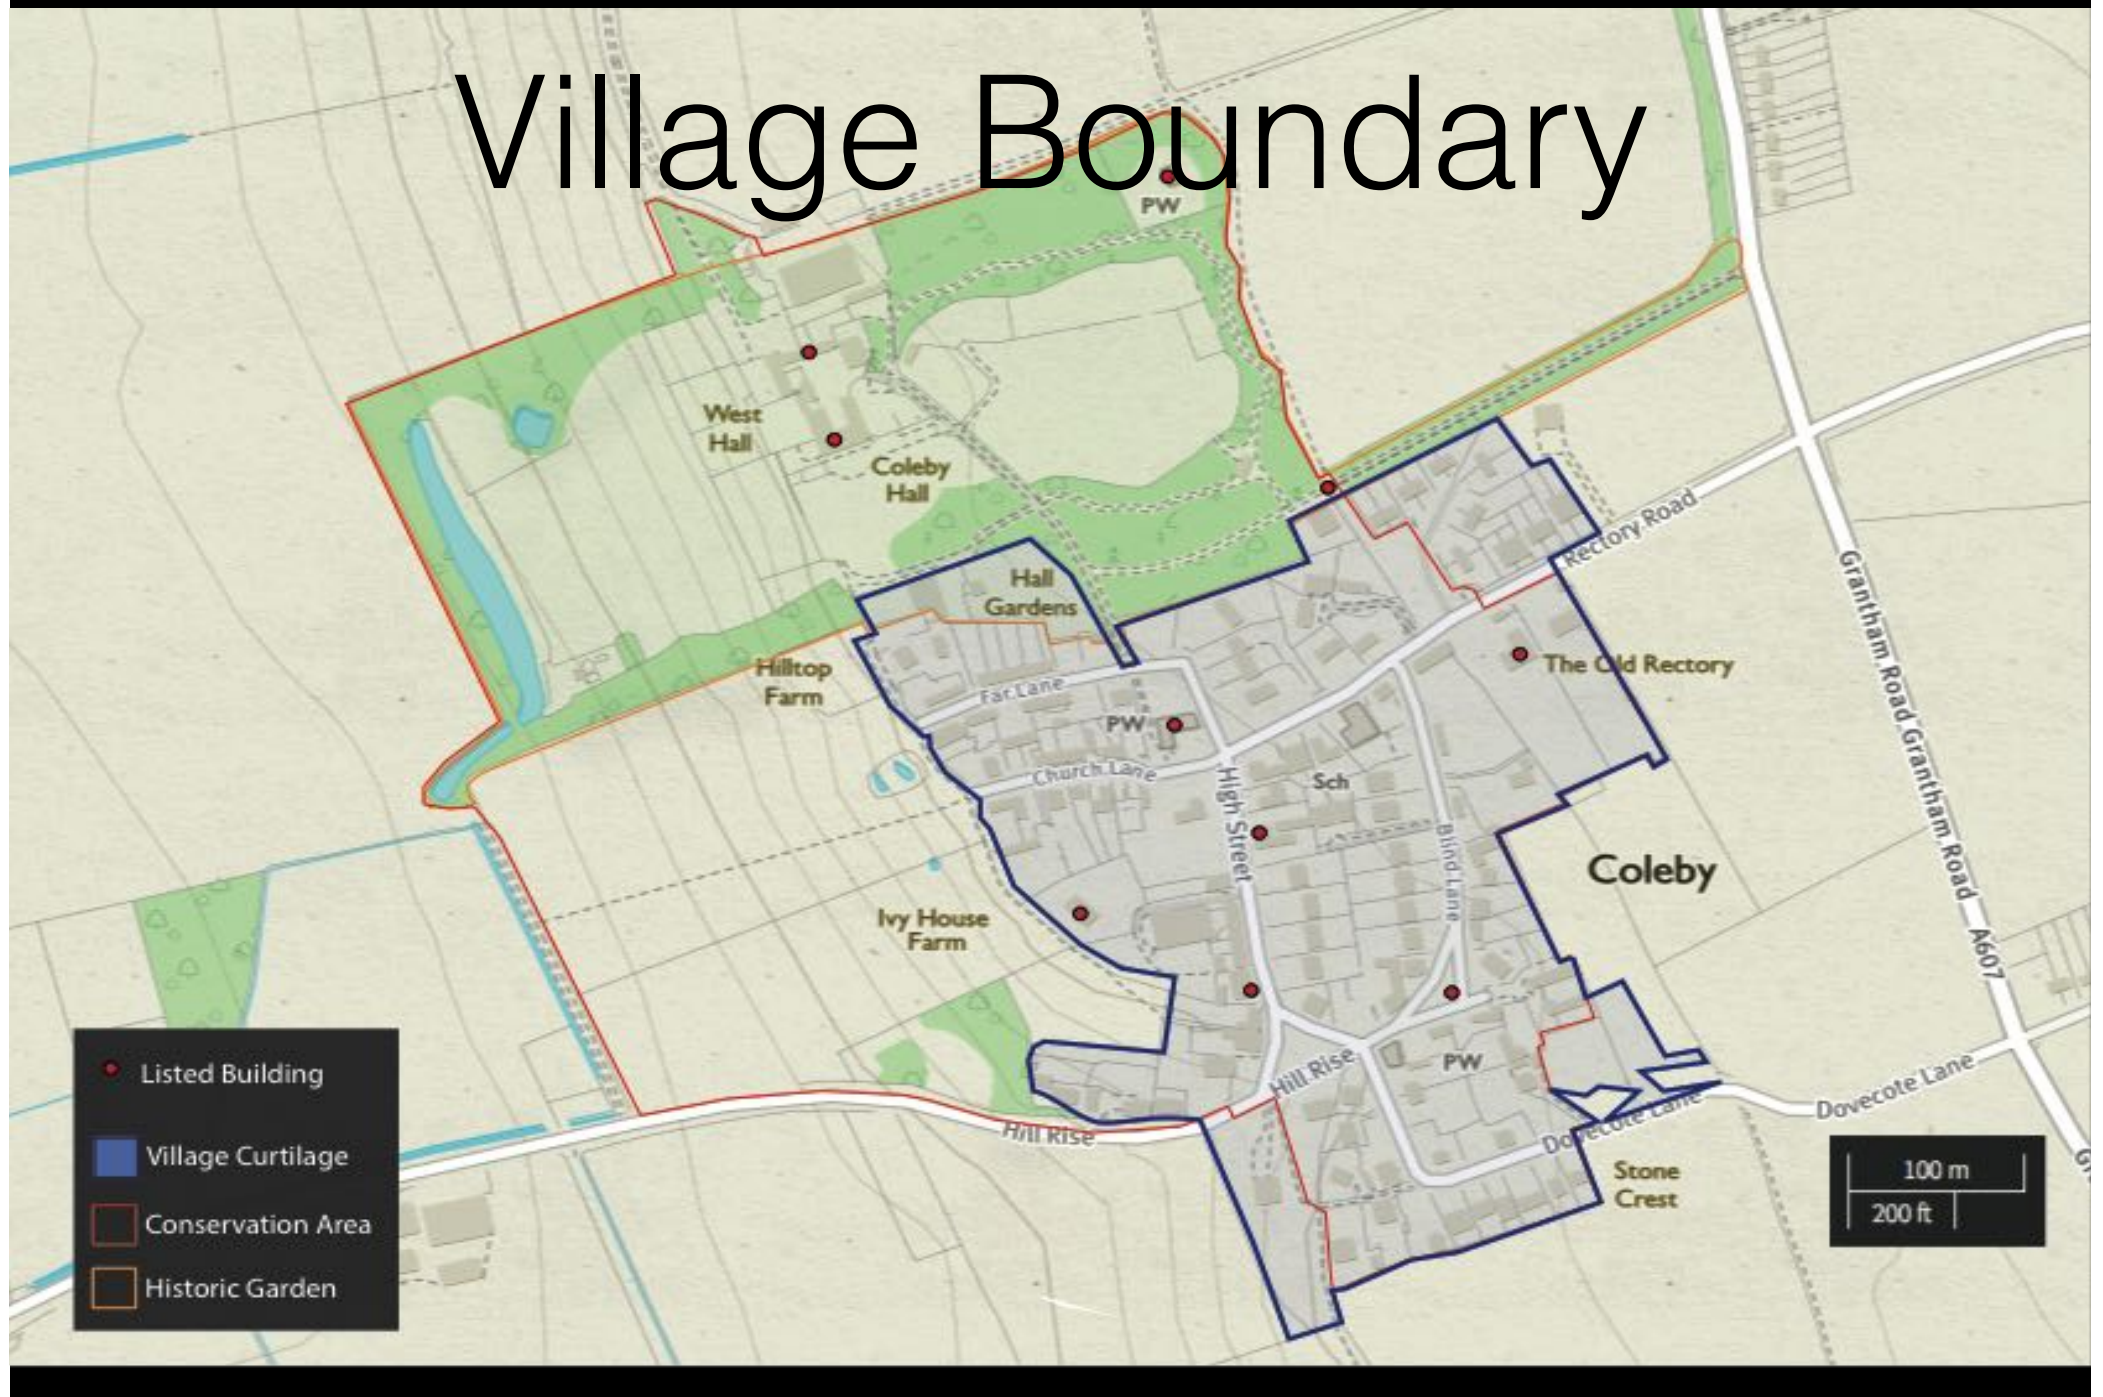 Village Boundary
PW
West
Hall
Coleby
Hall
Rectory Road
Hall
Gardens
Hilltop
Farm
Far Lane
The Old Rectory
PW
Church Lane
High Street
Sch
Blind Lane
Grantham Road
Grantham Road
A607
Coleby
Ivy House
Farm
Hill Rise
PW
Hill Rise
Dovecote Lane
Dovecote Lane
Stone
Crest
Listed Building
Village Curtilage
Conservation Area
Historic Garden
100 m
200 ft